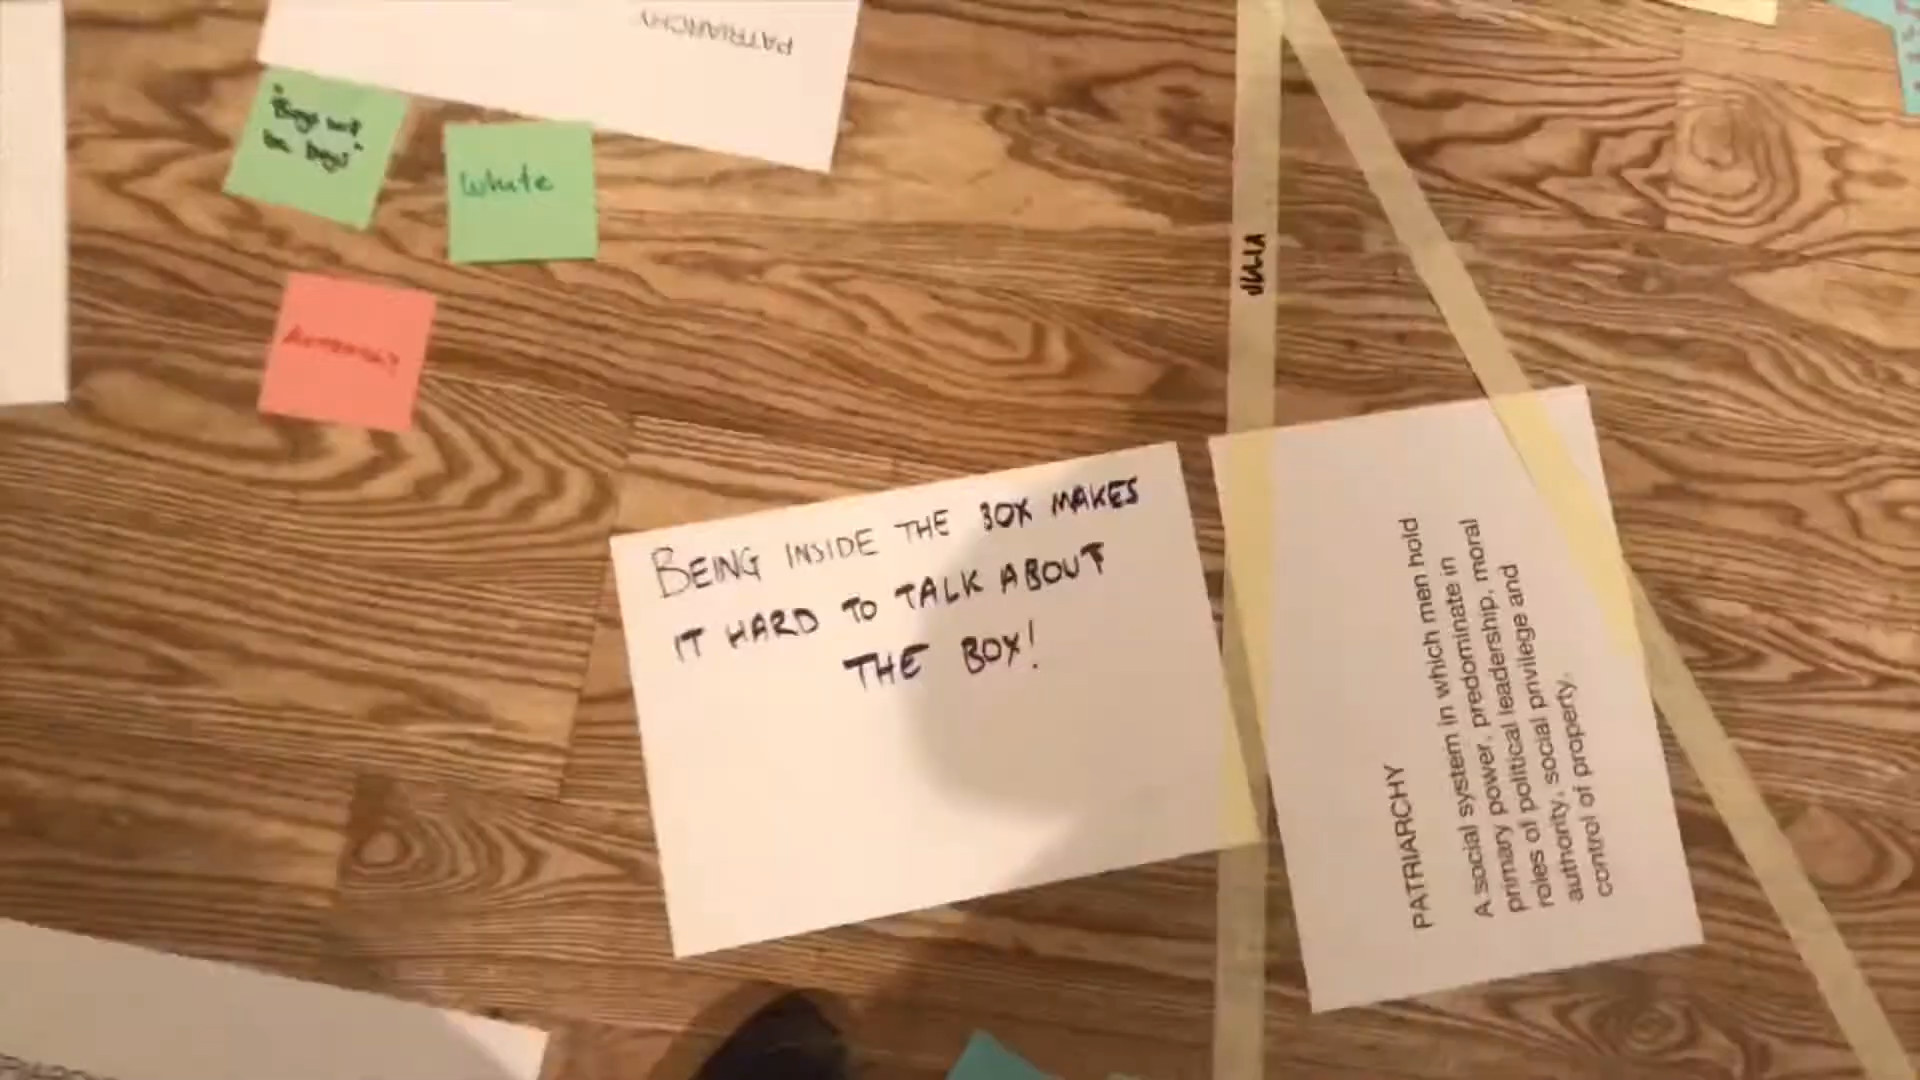 PATRIARCHY
"Boys will
be boys"
White
BEING INSIDE THE BOX MAKES
IT HARD TO TALK ABOUT
THE BOX!
PATRIARCHY
A social system in which men hold
primary power, predominate in
roles of political leadership, moral
authority, social privilege and
control of property.